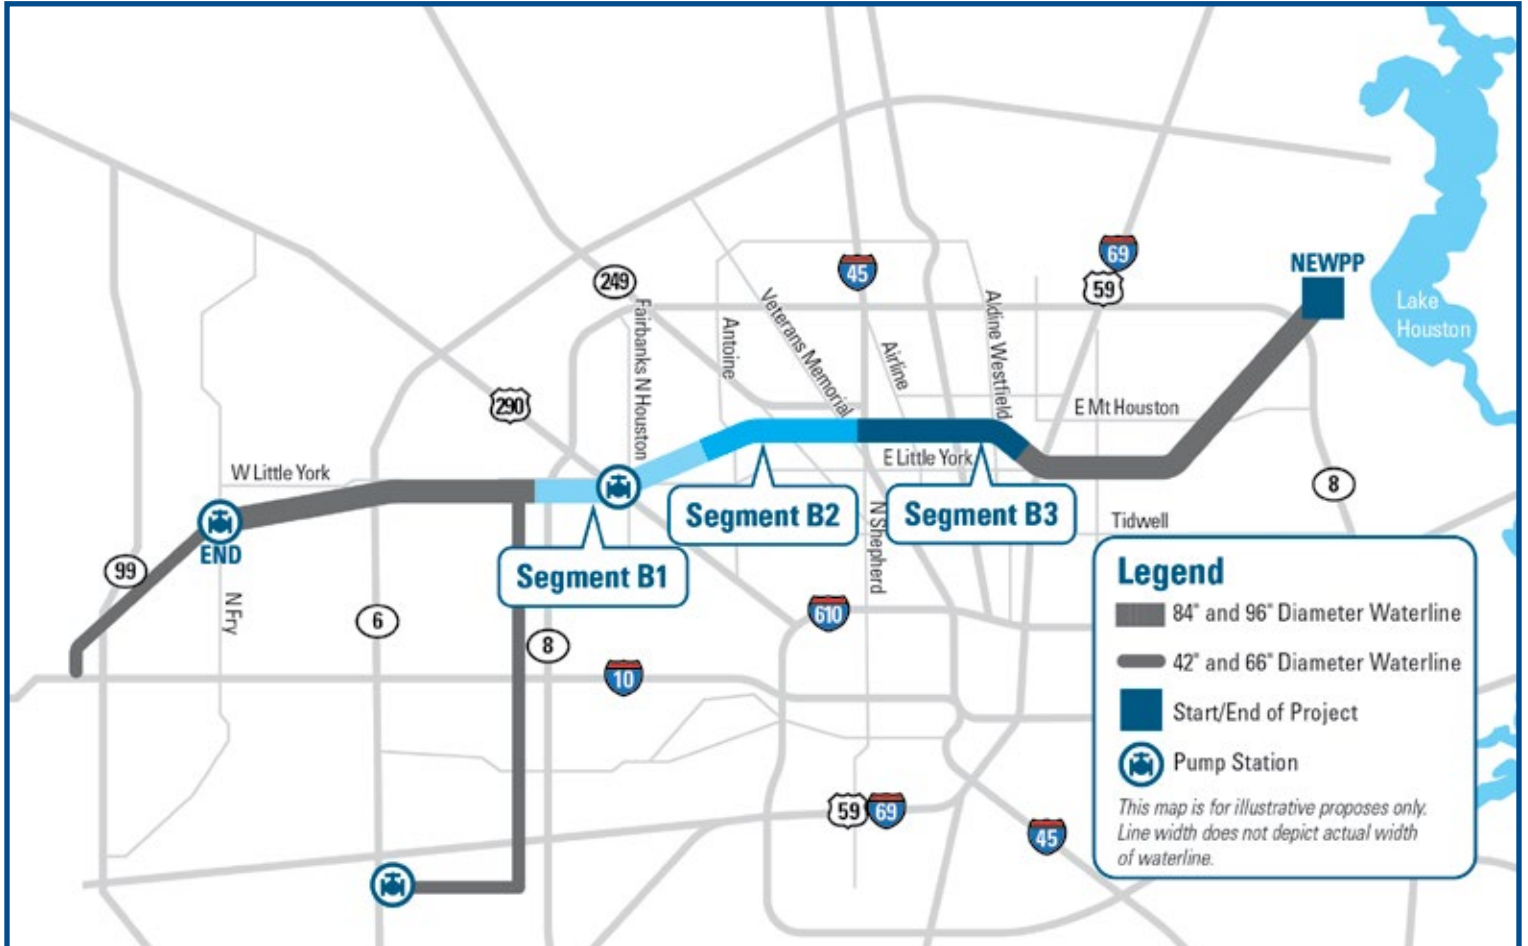 69
NEWPP
45
249
59
Lake
Houston
Fairbanks N Houston
Antoine
Veterans Memorial
Airline
Aldine Westfield
290
E Mt Houston
W Little York
E Little York
8
Segment B2
Segment B3
N Shepherd
Tidwell
END
99
Segment B1
N Fry
6
610
8
10
59
69
45
Legend
84" and 96" Diameter Waterline
42" and 66" Diameter Waterline
Start/End of Project
Pump Station
This map is for illustrative proposes only.
Line width does not depict actual width
of waterline.